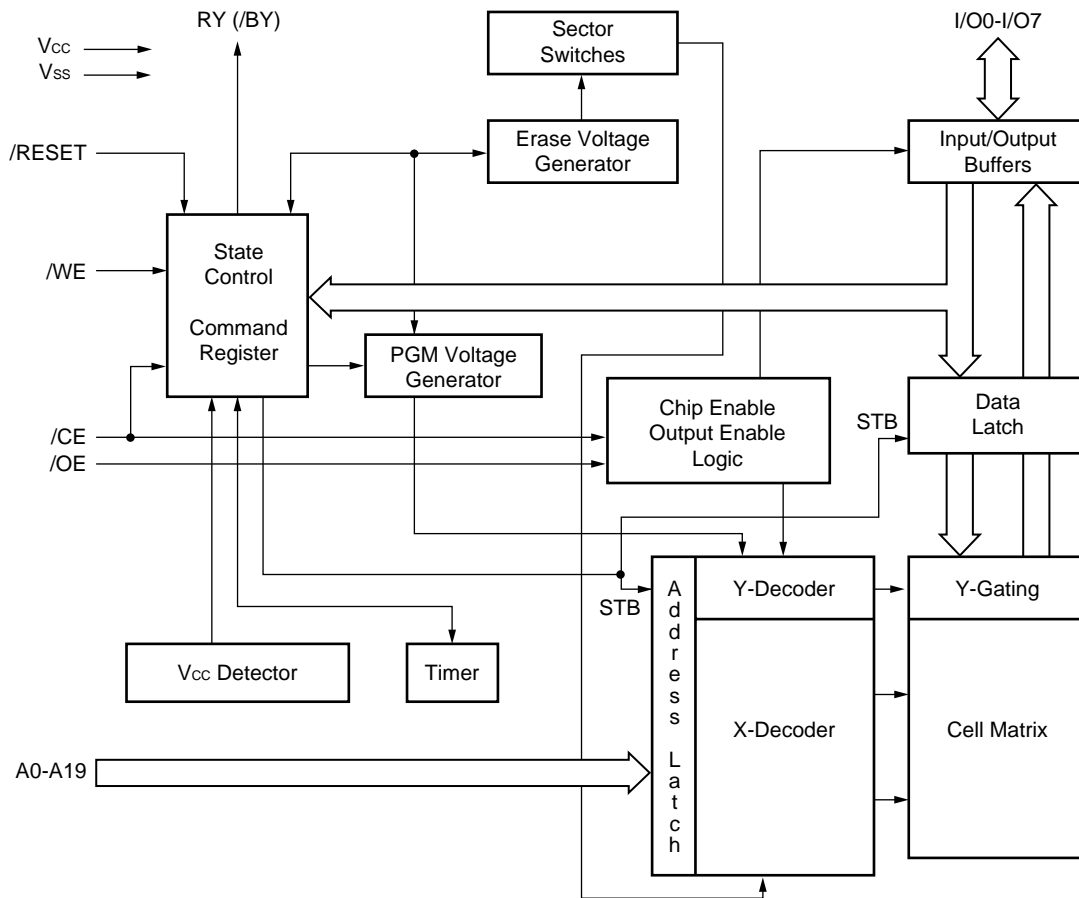 RY (/BY)
Sector
Switches
I/O0-I/O7
VCC
VSS
/RESET
Erase Voltage
Generator
Input/Output
Buffers
State
Control
Command
Register
/WE
PGM Voltage
Generator
Chip Enable
Output Enable
Logic
STB
Data
Latch
/CE
/OE
STB
Address Latch
Y-Decoder
Y-Gating
VCC Detector
Timer
X-Decoder
Cell Matrix
A0-A19